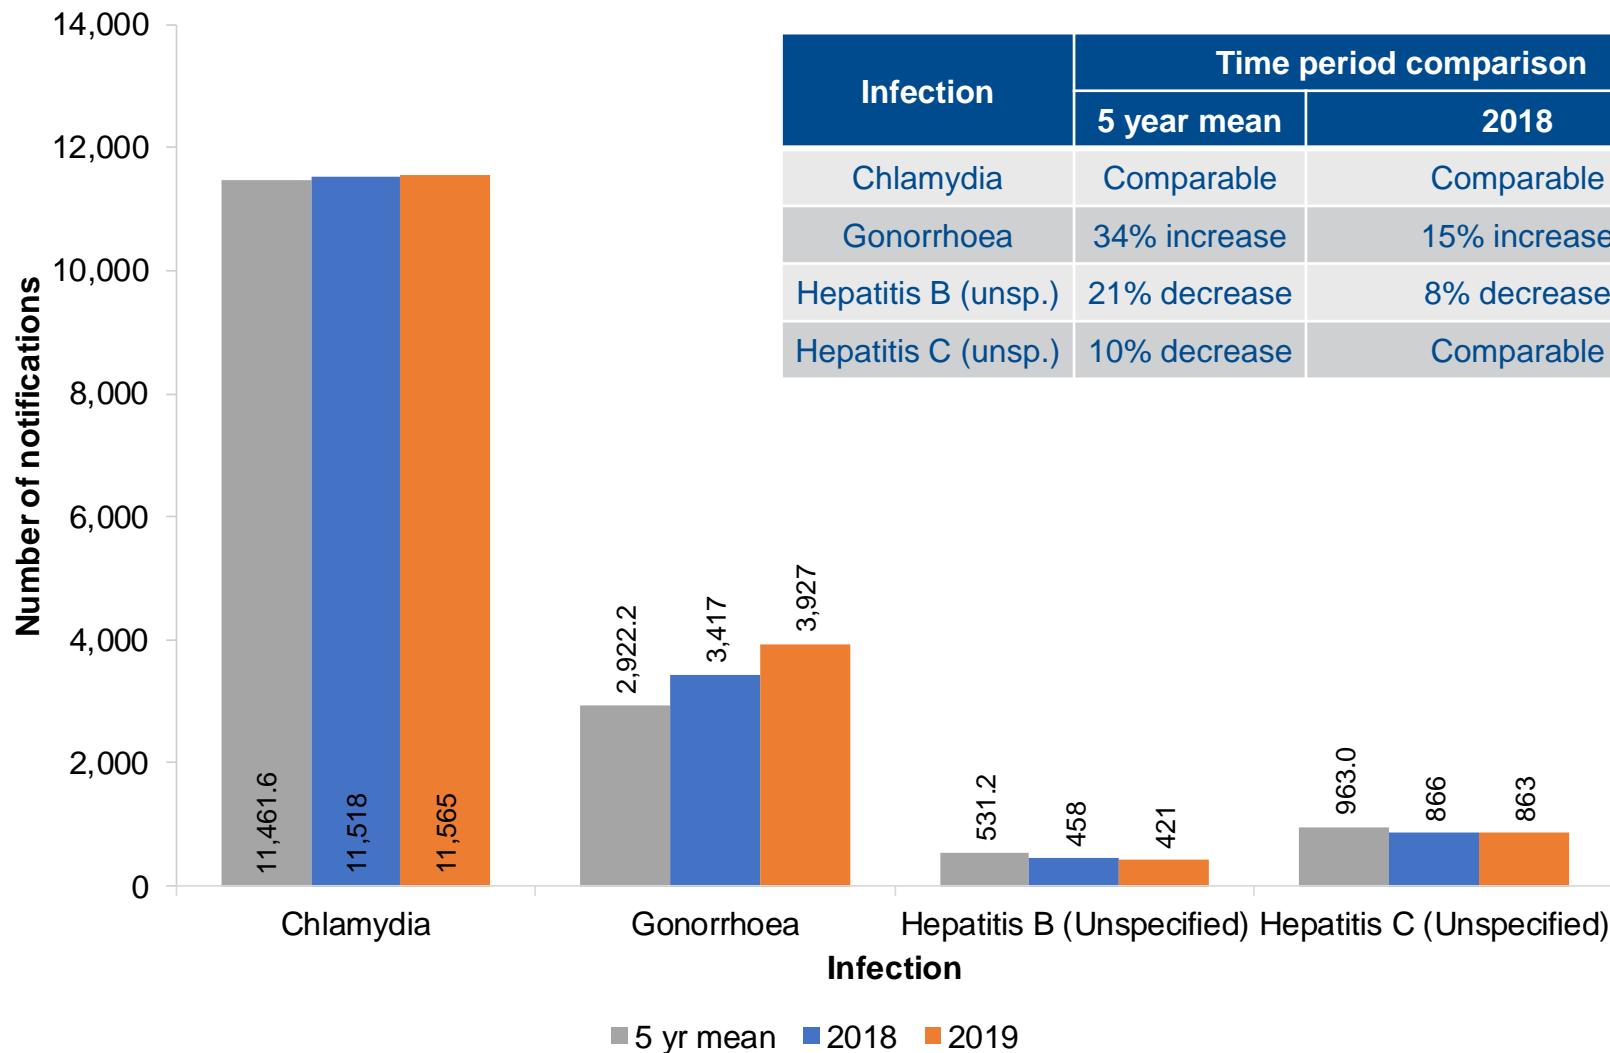 14,000
12,000
10,000
8,000
6,000
4,000
2,000
0
Number of notifications
Infection
Time period comparison
5 year mean
2018
Chlamydia Comparable Comparable
Gonorrhoea 34% increase 15% increase
Hepatitis B (unsp.) 21% decrease 8% decrease
Hepatitis C (unsp.) 10% decrease Comparable
11,461.6
11,518
11,565
2,922.2
3,417
3,927
531.2
458
421
963.0
866
863
Chlamydia
Gonorrhoea
Hepatitis B (Unspecified)
Hepatitis C (Unspecified)
Infection
5 yr mean
2018
2019